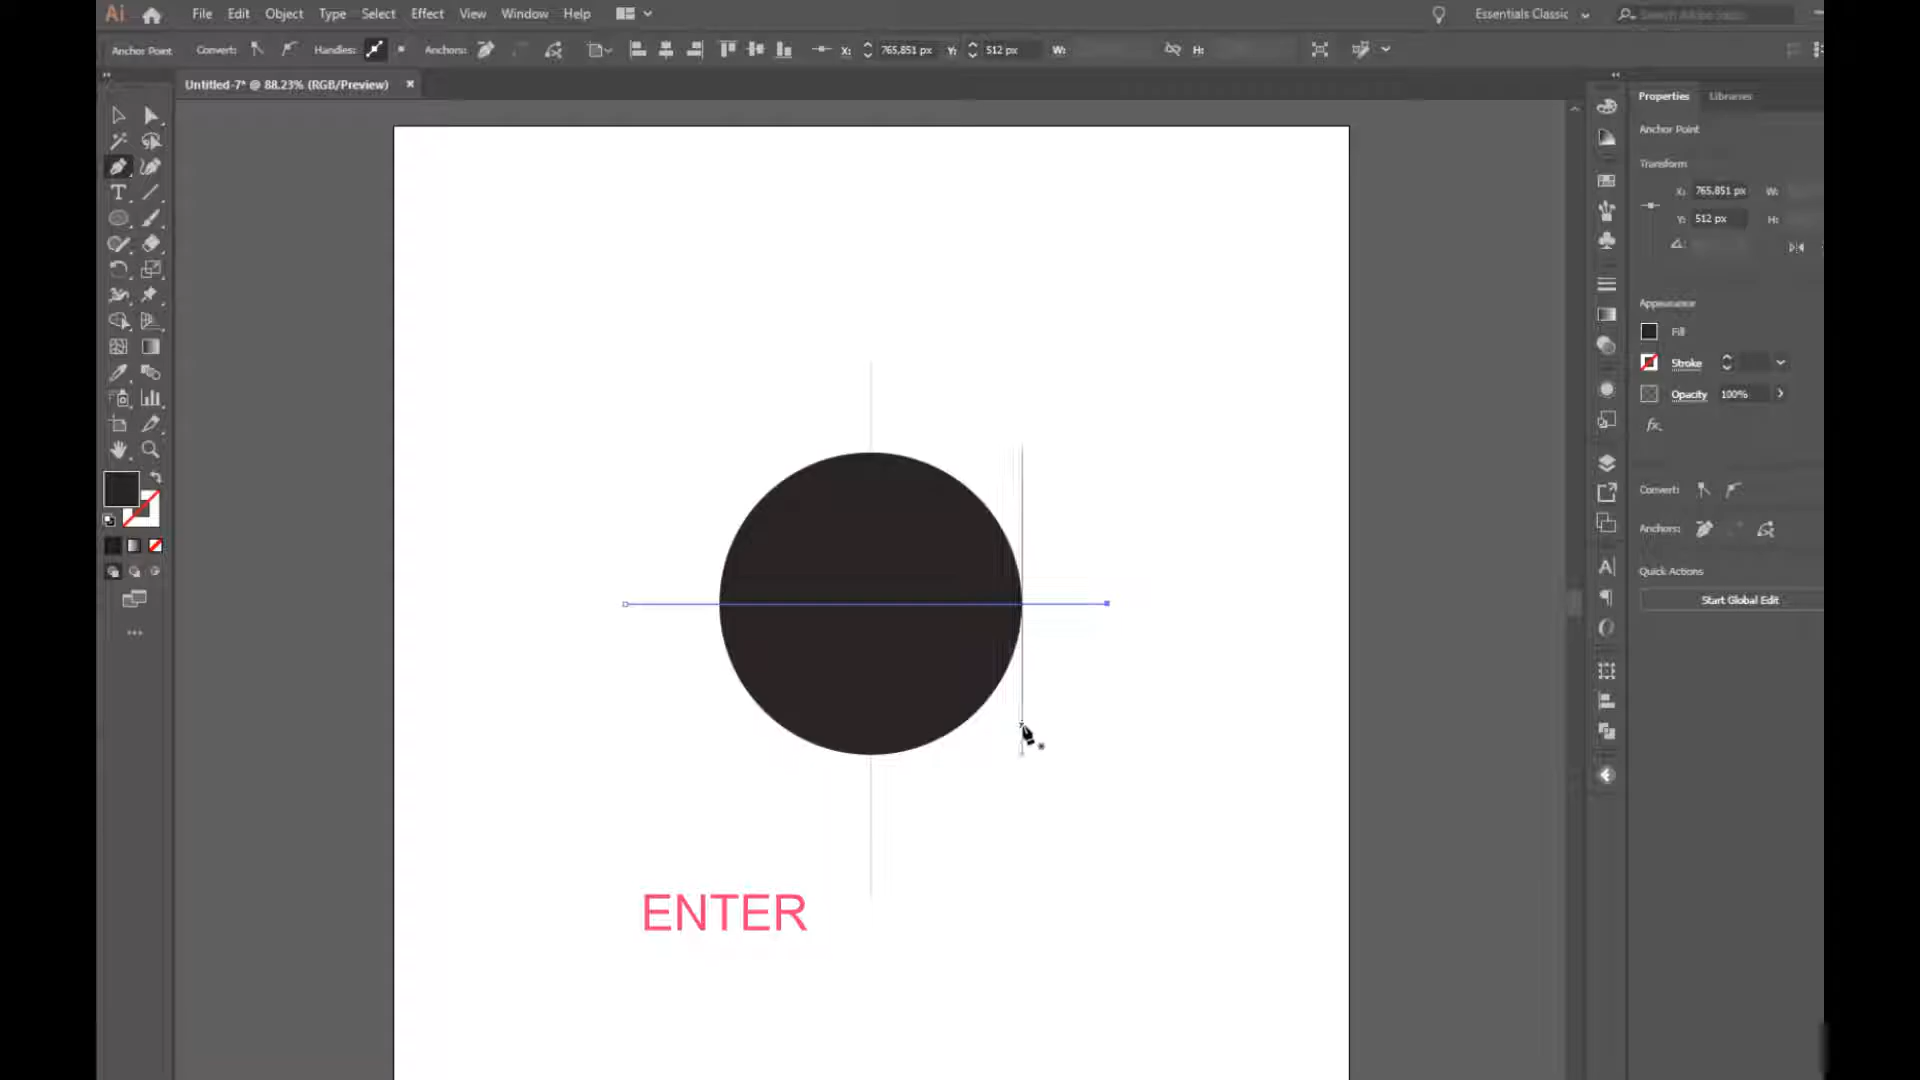 Ai File Edit Object Type Select Effect View Window Help Essentials Classic
Anchor Point Convert: Handles: Anchors: X: 765.851 px Y: 512 px W: H:
Untitled-7* @ 88.23% (RGB/Preview) ×
Properties Libraries
Anchor Point
Transform
X: 765.851 px W:
Y: 512 px H:
Appearance
Fill
Stroke
Opacity 100%
fx.
Convert:
Anchors:
Quick Actions
Start Global Edit
ENTER